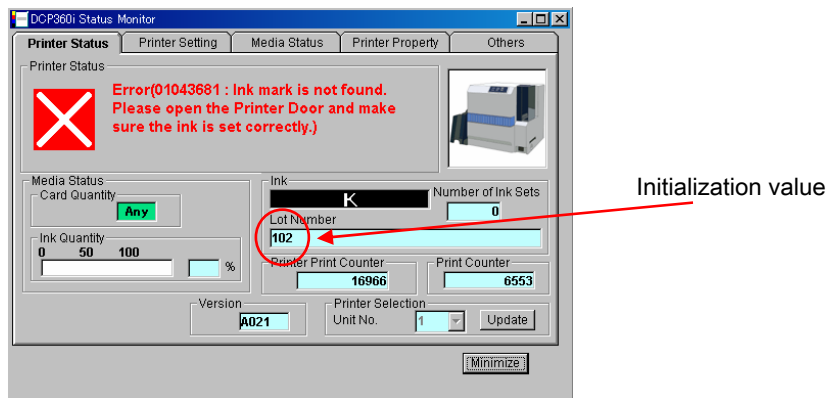 DCP360i Status Monitor
Printer Status
Printer Setting
Media Status
Printer Property
Others
Printer Status
Error(01043681 : Ink mark is not found.
Please open the Printer Door and make
sure the ink is set correctly.)
Media Status
Card Quantity
Any
Ink Quantity
0 50 100
%
Ink
K
Number of Ink Sets
0
Lot Number
102
Initialization value
Printer Print Counter
16966
Print Counter
6553
Version
A021
Printer Selection
Unit No.
1
Update
Minimize